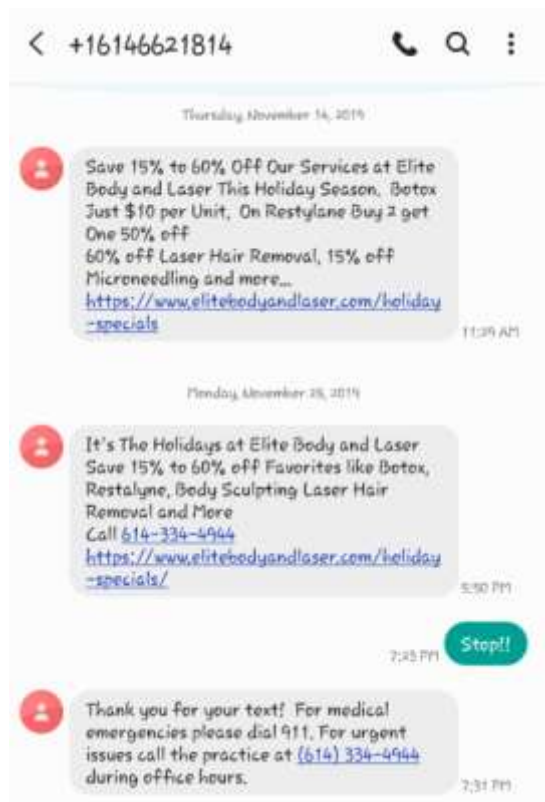 +16146621814
Thursday, November 14, 2019
Save 15% to 60% Off Our Services at Elite
Body and Laser This Holiday Season. Botox
Just $10 per Unit, On Restylane Buy 2 get
One 50% off
60% off Laser Hair Removal, 15% off
Microneedling and more...
https://www.elitebodyandlaser.com/holiday
-specials
11:39 AM
Monday, November 25, 2019
It's The Holidays at Elite Body and Laser
Save 15% to 60% off Favorites like Botox,
Restalyne, Body Sculpting Laser Hair
Removal and More
Call 614-334-4944
https://www.elitebodyandlaser.com/holiday
-specials/
5:50 PM
Stop!!
7:25 PM
Thank you for your text! For medical
emergencies please dial 911. For urgent
issues call the practice at (614) 334-4944
during office hours.
7:31 PM